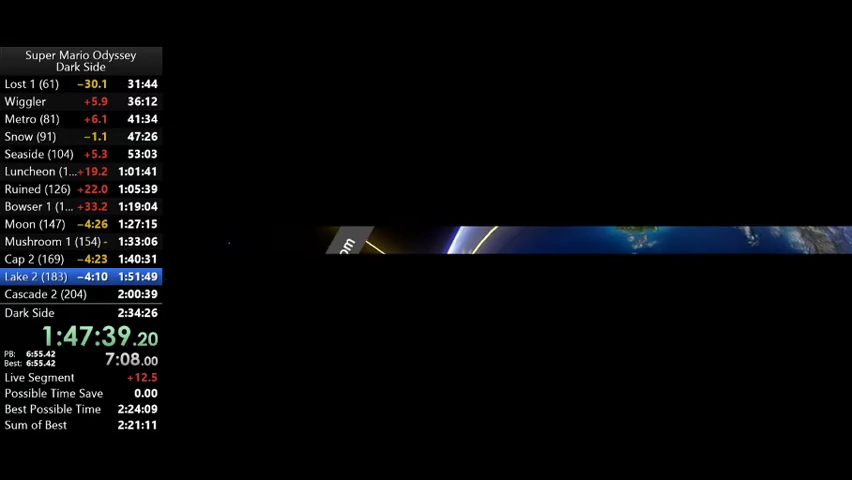 Super Mario Odyssey
Dark Side
Lost 1 (61) −30.1 31:44
Wiggler +5.9 36:12
Metro (81) +6.1 41:34
Snow (91) −1.1 47:26
Seaside (104) +5.3 53:03
Luncheon (1... +19.2 1:01:41
Ruined (126) +22.0 1:05:39
Bowser 1 (1... +33.2 1:19:04
Moon (147) −4:26 1:27:15
Mushroom 1 (154) - 1:33:06
Cap 2 (169) −4:23 1:40:31
Lake 2 (183) −4:10 1:51:49
Cascade 2 (204) 2:00:39
Dark Side 2:34:26
1:47:39.20
PB: 6:55.42
Best: 6:55.42
7:08.00
Live Segment +12.5
Possible Time Save 0.00
Best Possible Time 2:24:09
Sum of Best 2:21:11
om